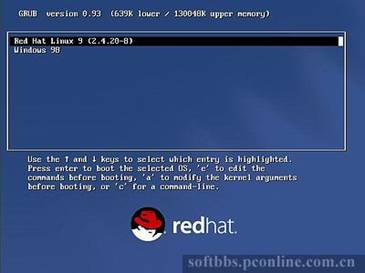 GRUB version 0.93 (639K lower / 130048K upper memory)
Red Hat Linux 9 (2.4.20-8)
Windows 98
Use the ↑ and ↓ keys to select which entry is highlighted.
Press enter to boot the selected OS, 'e' to edit the
commands before booting, 'a' to modify the kernel arguments
before booting, or 'c' for a command-line.
redhat.
softbbs.pconline.com.cn